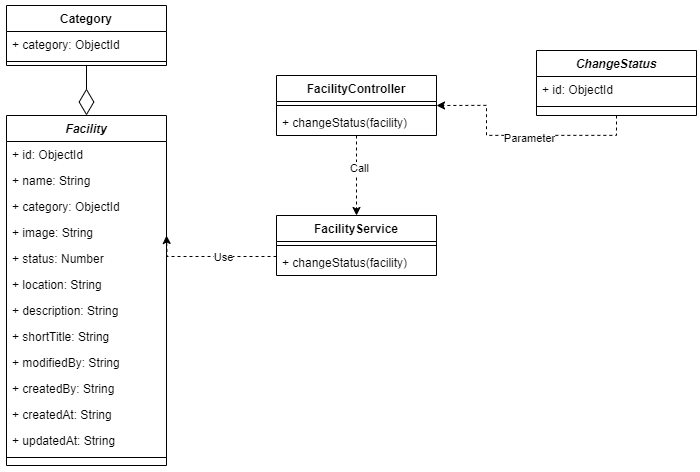 Category
+ category: ObjectId
Facility
+ id: ObjectId
+ name: String
+ category: ObjectId
+ image: String
+ status: Number
+ location: String
+ description: String
+ shortTitle: String
+ modifiedBy: String
+ createdBy: String
+ createdAt: String
+ updatedAt: String
FacilityController
+ changeStatus(facility)
Call
FacilityService
+ changeStatus(facility)
Use
ChangeStatus
+ id: ObjectId
Parameter